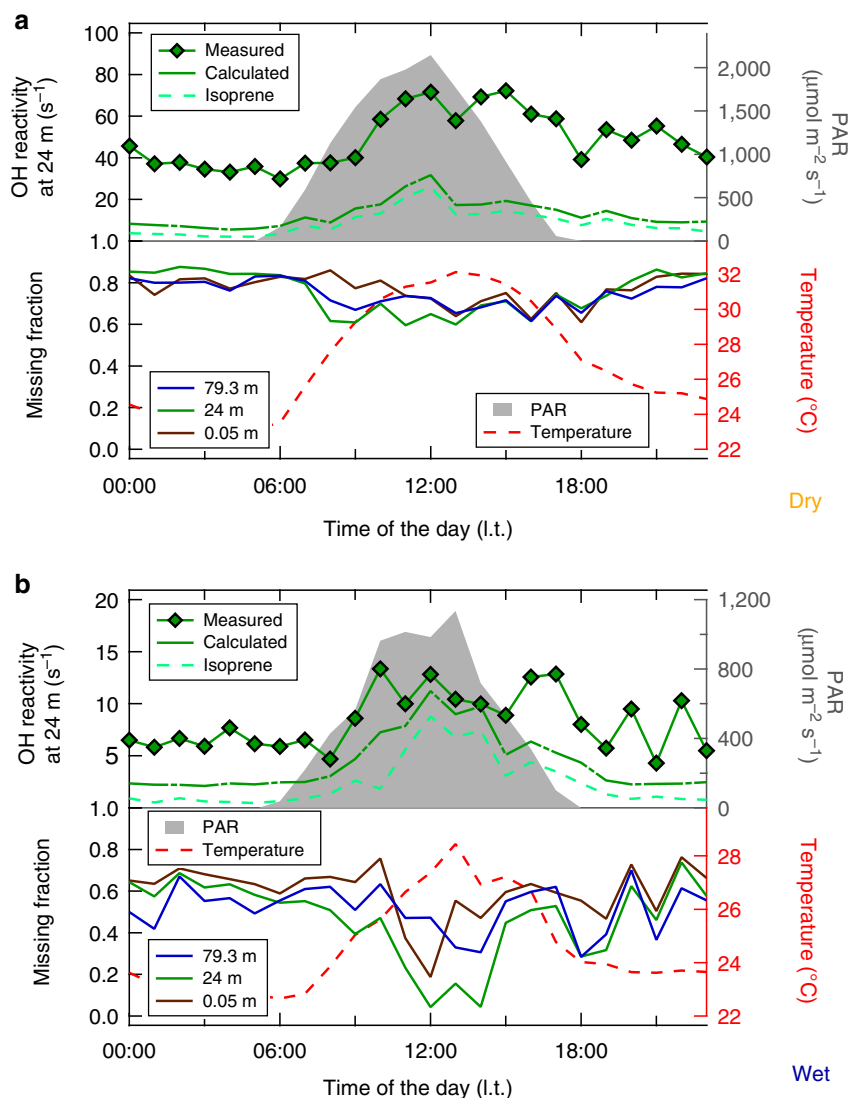 a
100
80
60
40
20
OH reactivity
at 24 m (s⁻¹)
Measured
Calculated
Isoprene
2,000
1,500
1,000
500
0
PAR
(μmol m⁻² s⁻¹)
1.0
0.8
0.6
0.4
0.2
0.0
Missing fraction
79.3 m
24 m
0.05 m
PAR
Temperature
32
30
28
26
24
22
Temperature (°C)
00:00 06:00 12:00 18:00
Time of the day (l.t.)
Dry
b
20
15
10
5
OH reactivity
at 24 m (s⁻¹)
Measured
Calculated
Isoprene
1,200
800
400
0
PAR
(μmol m⁻² s⁻¹)
1.0
0.8
0.6
0.4
0.2
0.0
Missing fraction
PAR
Temperature
79.3 m
24 m
0.05 m
28
26
24
22
Temperature (°C)
00:00 06:00 12:00 18:00
Time of the day (l.t.)
Wet